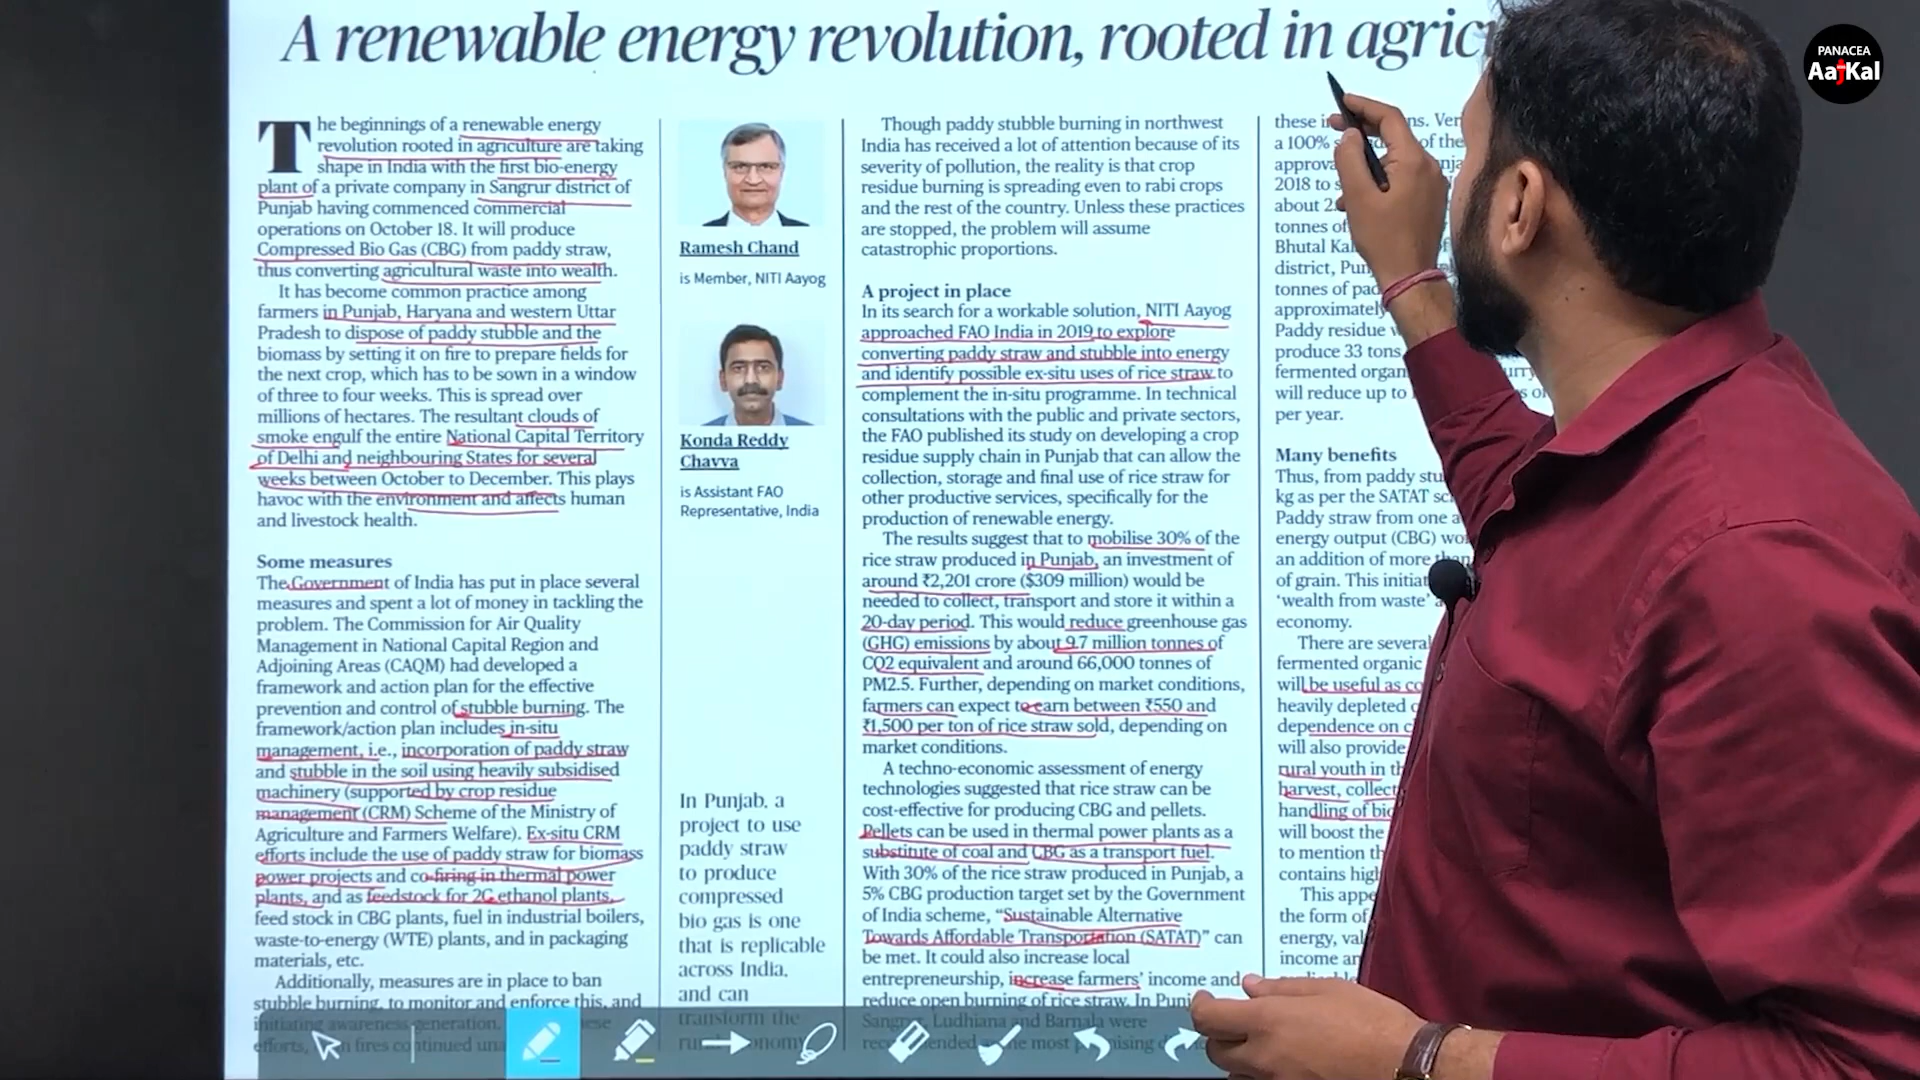 A renewable energy revolution, rooted in
PANACEA
AajKal
The beginnings of a renewable energy
revolution rooted in agriculture are taking
shape in India with the first bio-energy
plant of a private company in Sangrur district of
Punjab having commenced commercial
operations on October 18. It will produce
Compressed Bio Gas (CBG) from paddy straw,
thus converting agricultural waste into wealth.
It has become common practice among
farmers in Punjab, Haryana and western Uttar
Pradesh to dispose of paddy stubble and the
biomass by setting it on fire to prepare fields for
the next crop, which has to be sown in a window
of three to four weeks. This is spread over
millions of hectares. The resultant clouds of
smoke engulf the entire National Capital Territory
of Delhi and neighbouring States for several
weeks between October to December. This plays
havoc with the environment and affects human
and livestock health.
Some measures
The Government of India has put in place several
measures and spent a lot of money in tackling the
problem. The Commission for Air Quality
Management in National Capital Region and
Adjoining Areas (CAQM) had developed a
framework and action plan for the effective
prevention and control of stubble burning. The
framework/action plan includes in-situ
management, i.e., incorporation of paddy straw
and stubble in the soil using heavily subsidised
machinery (supported by crop residue
management (CRM) Scheme of the Ministry of
Agriculture and Farmers Welfare). Ex-situ CRM
efforts include the use of paddy straw for biomass
power projects and co-firing in thermal power
plants, and as feedstock for 2G ethanol plants,
feed stock in CBG plants, fuel in industrial boilers,
waste-to-energy (WTE) plants, and in packaging
materials, etc.
Additionally, measures are in place to ban
stubble burning, to monitor and enforce this, and
initiating awareness generation.
efforts, fires continued
Ramesh Chand
is Member, NITI Aayog
Konda Reddy
Chavva
is Assistant FAO
Representative, India
In Punjab, a
project to use
paddy straw
to produce
compressed
bio gas is one
that is replicable
across India,
and can
transform the
Though paddy stubble burning in northwest
India has received a lot of attention because of its
severity of pollution, the reality is that crop
residue burning is spreading even to rabi crops
and the rest of the country. Unless these practices
are stopped, the problem will assume
catastrophic proportions.
A project in place
In its search for a workable solution, NITI Aayog
approached FAO India in 2019 to explore
converting paddy straw and stubble into energy
and identify possible ex-situ uses of rice straw to
complement the in-situ programme. In technical
consultations with the public and private sectors,
the FAO published its study on developing a crop
residue supply chain in Punjab that can allow the
collection, storage and final use of rice straw for
other productive services, specifically for the
production of renewable energy.
The results suggest that to mobilise 30% of the
rice straw produced in Punjab, an investment of
around ₹2,201 crore ($309 million) would be
needed to collect, transport and store it within a
20-day period. This would reduce greenhouse gas
(GHG) emissions by about 9.7 million tonnes of
CO2 equivalent and around 66,000 tonnes of
PM2.5. Further, depending on market conditions,
farmers can expect to earn between ₹550 and
₹1,500 per ton of rice straw sold, depending on
market conditions.
A techno-economic assessment of energy
technologies suggested that rice straw can be
cost-effective for producing CBG and pellets.
Pellets can be used in thermal power plants as a
substitute of coal and CBG as a transport fuel.
With 30% of the rice straw produced in Punjab, a
5% CBG production target set by the Government
of India scheme, “Sustainable Alternative
Towards Affordable Transportation (SATAT)” can
be met. It could also increase local
entrepreneurship, increase farmers’ income and
reduce open burning of rice straw. In
Sangrur, Ludhiana and Barnala were
most
these
a 100% of the
2018 to
about
tonnes of
Bhutal
district,
tonnes of
approximately
Paddy residue
produce 33 tons
fermented
will reduce up to
per year.
Many benefits
Thus, from paddy
kg as per the SATAT
Paddy straw from one
energy output (CBG)
an addition of more than
of grain. This
‘wealth from waste’
economy.
There are several
fermented organic
will be useful as
heavily depleted
dependence on
will also provide
rural youth in
harvest,
handling of
will boost the
to mention
contains
This
the form of
energy,
income